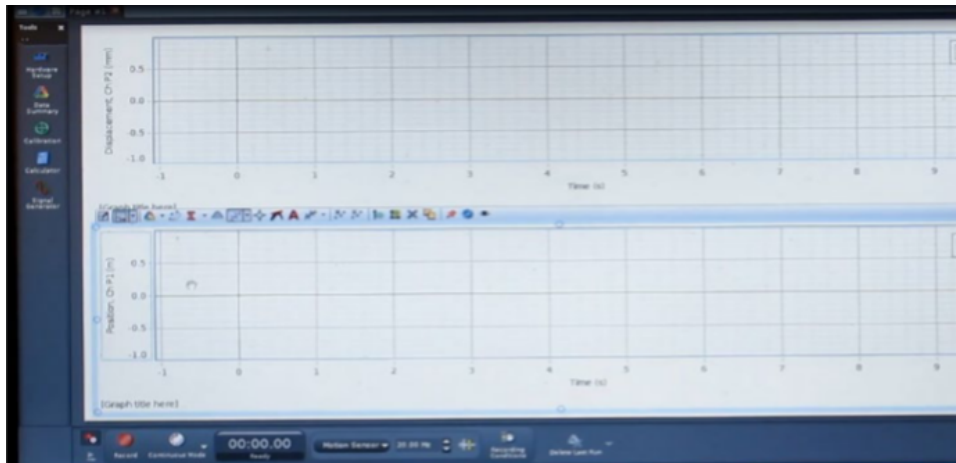 Page #1
Tools
Hardware
Setup
Data
Summary
Calibration
Calculator
Signal
Generator
Displacement, Ch P2 (mm)
0.5
0.0
-0.5
-1.0
-1 0 1 2 3 4 5 6 7 8 9
Time (s)
[Graph title here]
A
Position, Ch P1 (m)
0.5
0.0
-0.5
-1.0
-1 0 1 2 3 4 5 6 7 8 9
Time (s)
[Graph title here]
Record
Continuous Mode
00:00.00
Ready
Motion Sensor
20.00 Hz
Recording
Conditions
Delete Last Run